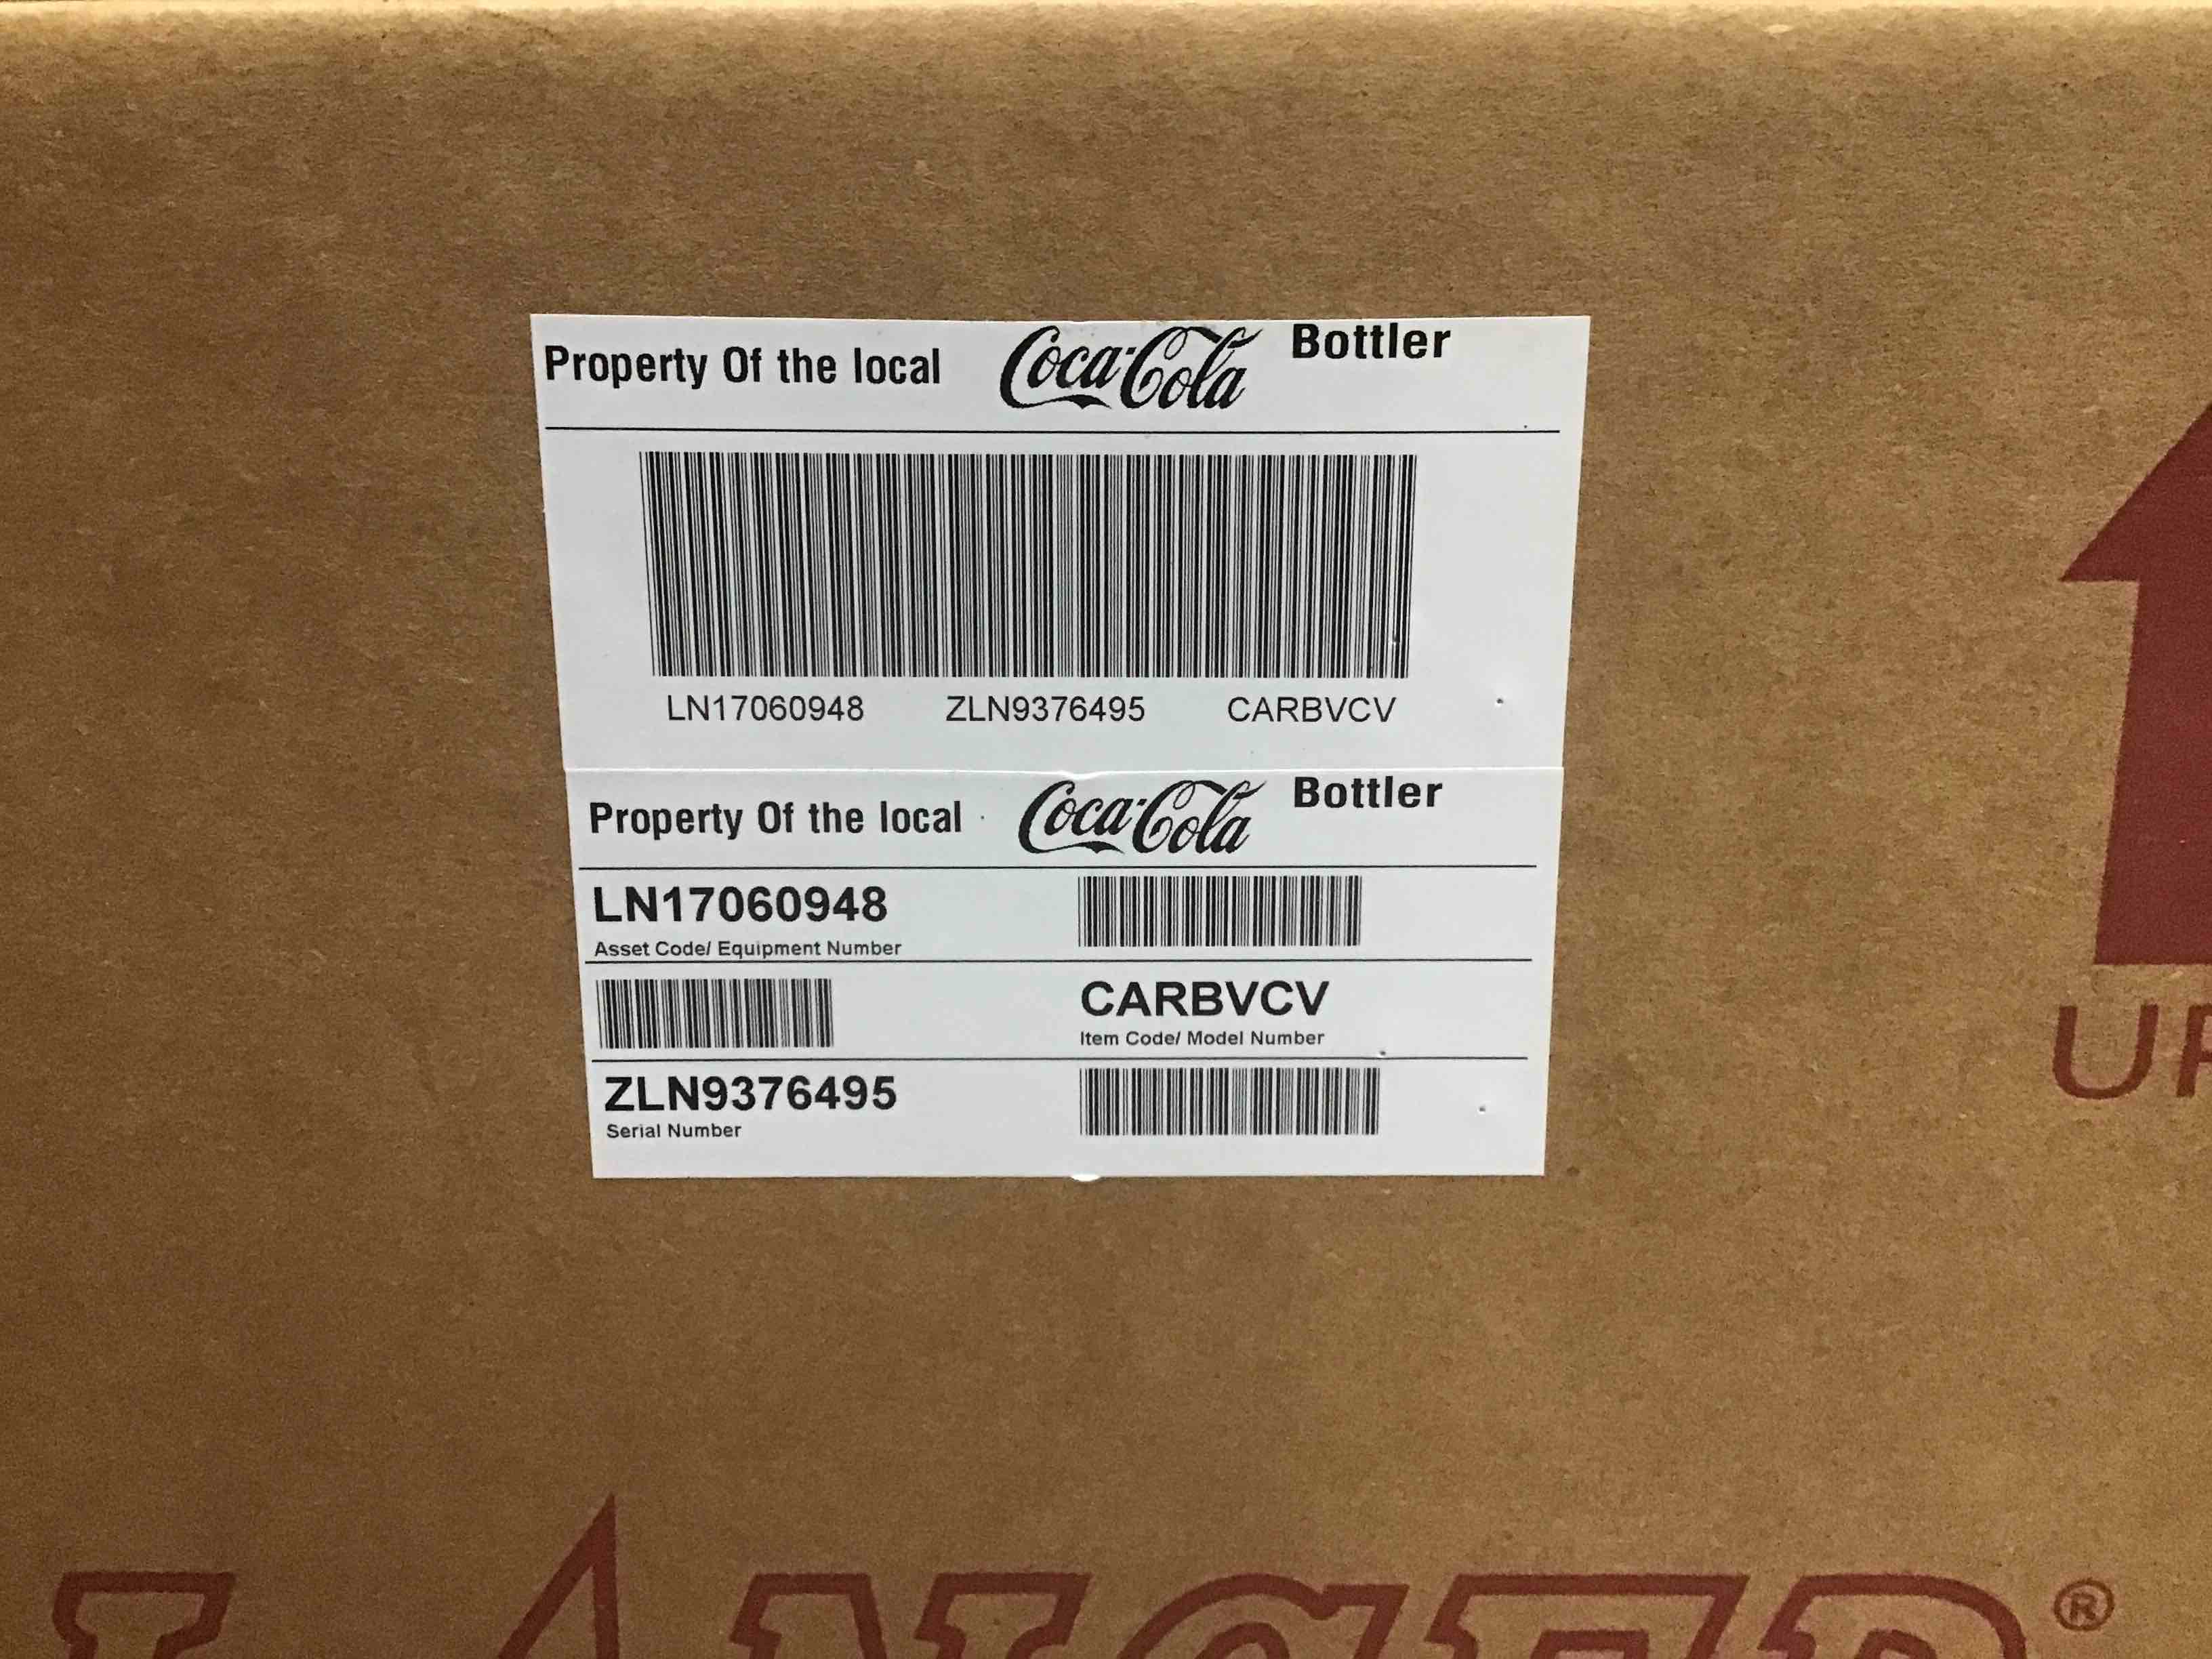 Property Of the local Coca-Cola Bottler
LN17060948 ZLN9376495 CARBVCV
Property Of the local Coca-Cola Bottler
LN17060948
Asset Code/ Equipment Number
CARBVCV
Item Code/ Model Number
ZLN9376495
Serial Number
LANCER®